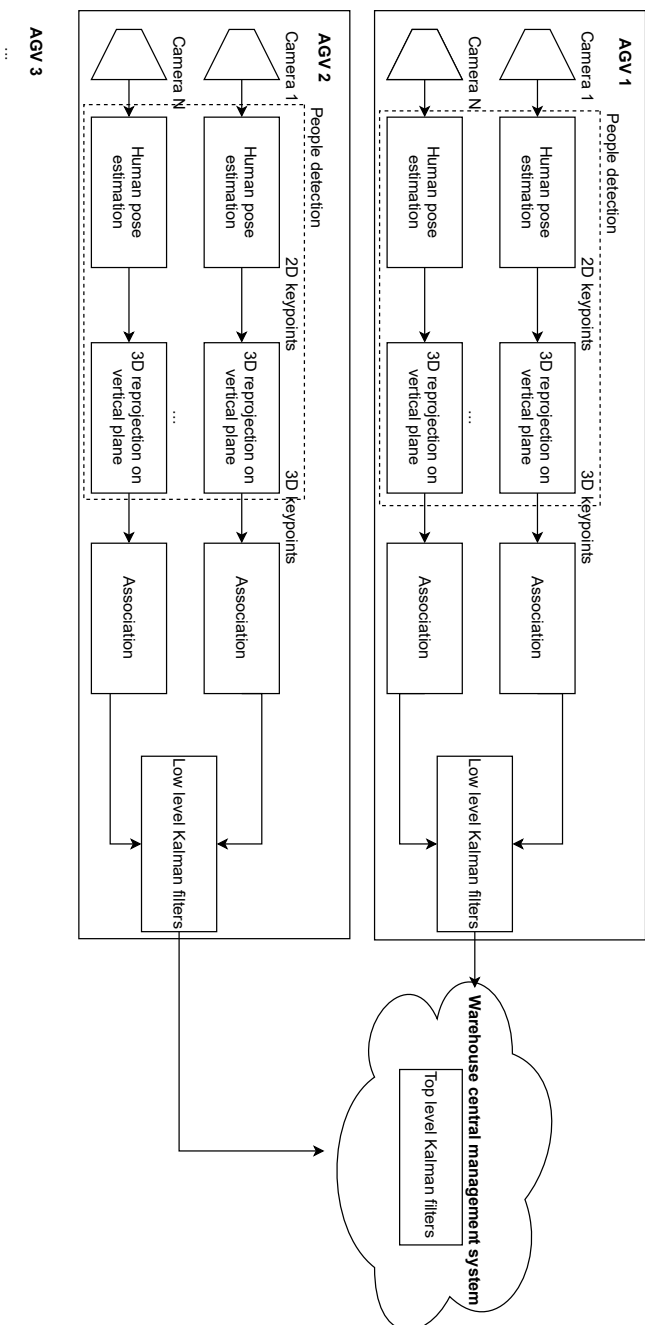 AGV 1
People detection
Camera 1
Human pose
estimation
2D keypoints
3D reprojection on
vertical plane
3D keypoints
Association
...
Camera N
Human pose
estimation
3D reprojection on
vertical plane
Association
Low level Kalman filters
AGV 2
People detection
Camera 1
Human pose
estimation
2D keypoints
3D reprojection on
vertical plane
3D keypoints
Association
...
Camera N
Human pose
estimation
3D reprojection on
vertical plane
Association
Low level Kalman filters
Warehouse central management system
Top level Kalman filters
AGV 3
...